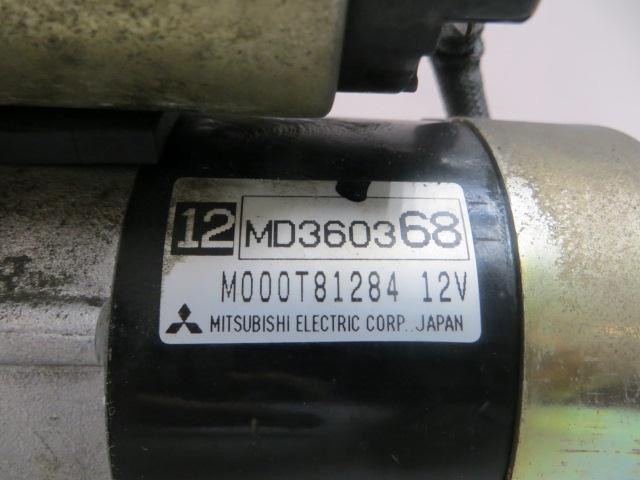 12 MD360368
M000T81284 12V
MITSUBISHI ELECTRIC CORP., JAPAN